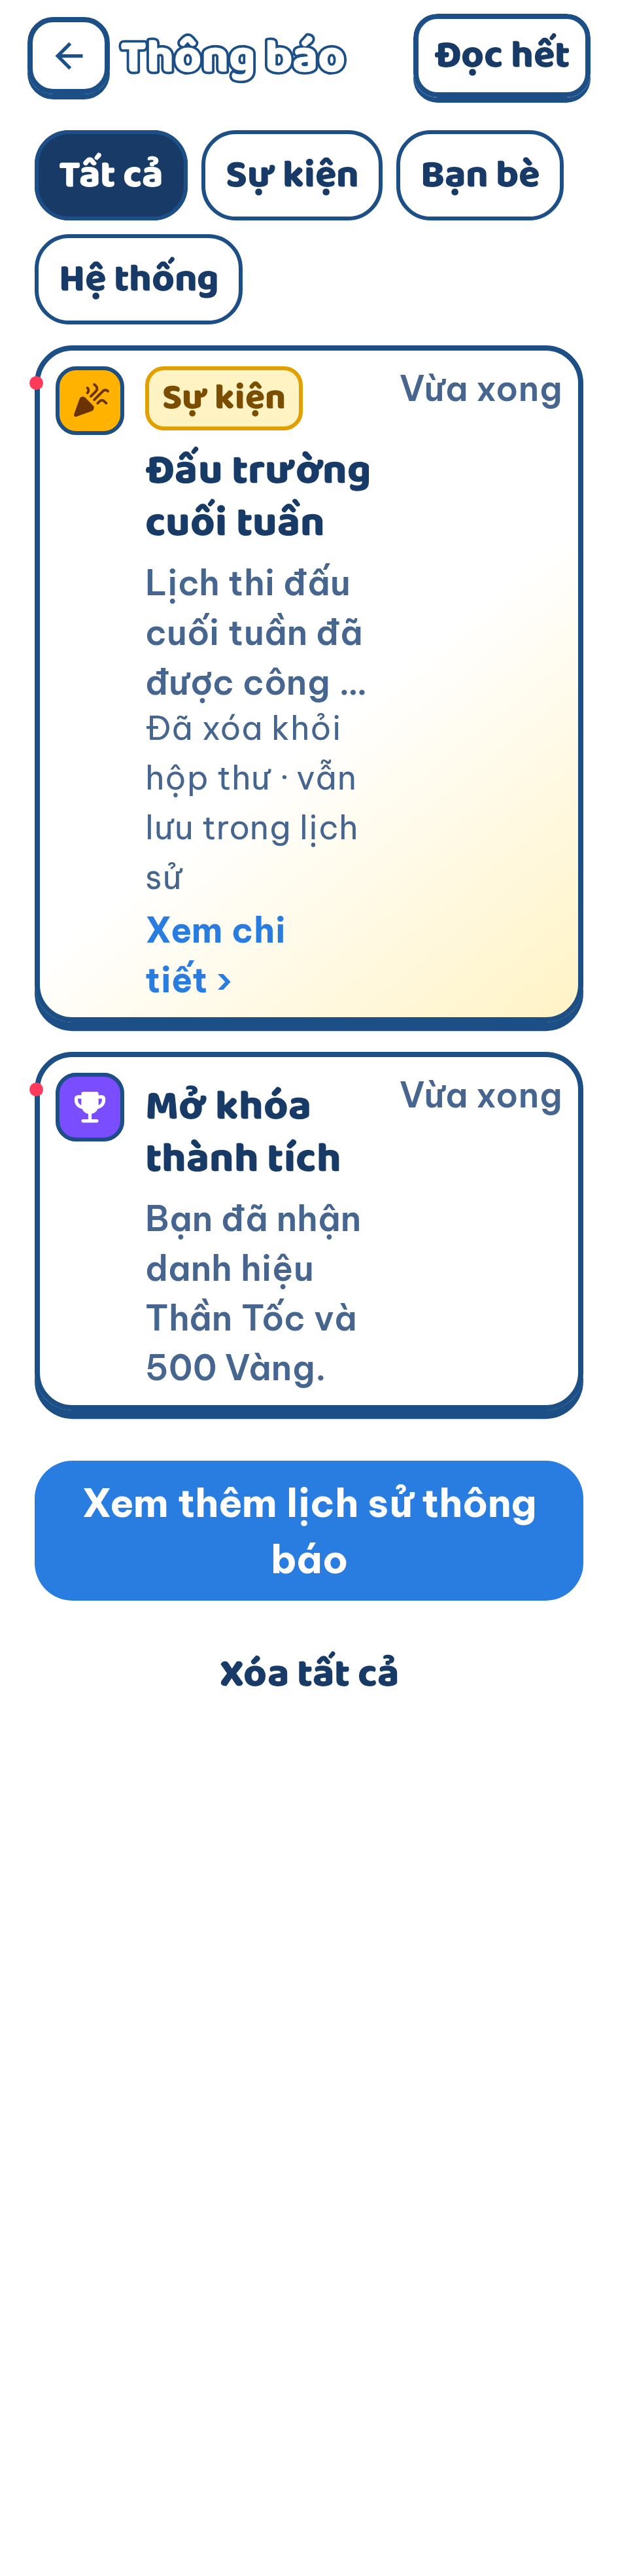 Thông báo
Đọc hết
Tất cả
Sự kiện
Bạn bè
Hệ thống
Sự kiện
Vừa xong
Đấu trường
cuối tuần
Lịch thi đấu
cuối tuần đã
được công ...
Đã xóa khỏi
hộp thư · vẫn
lưu trong lịch
sử
Xem chi
tiết ›
Mở khóa
thành tích
Vừa xong
Bạn đã nhận
danh hiệu
Thần Tốc và
500 Vàng.
Xem thêm lịch sử thông
báo
Xóa tất cả